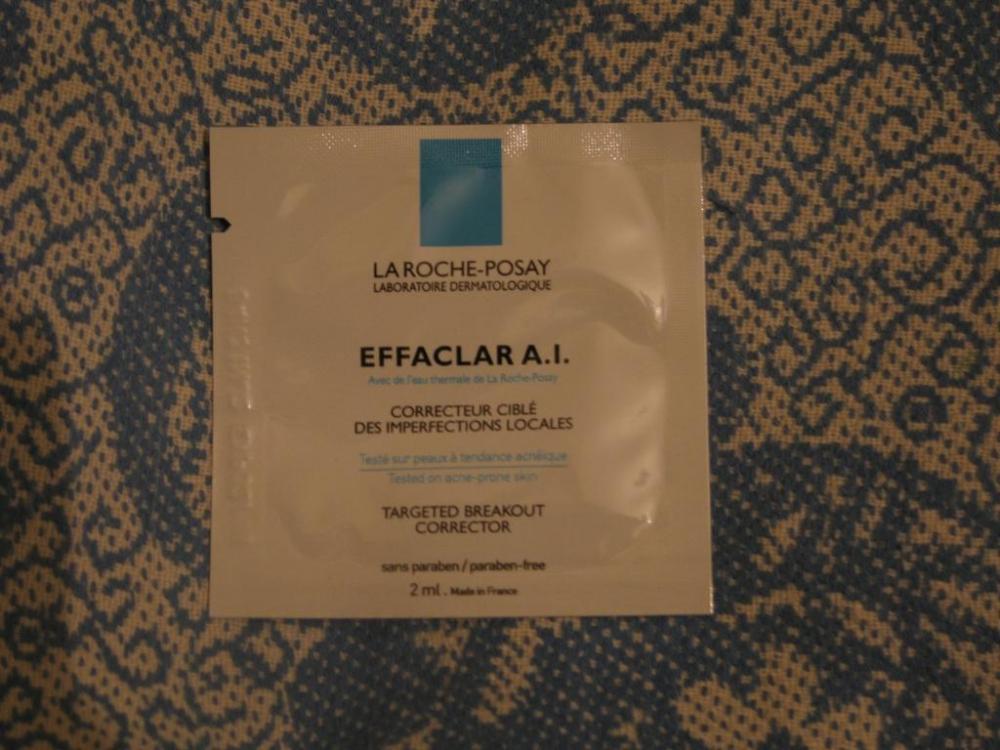 LA ROCHE-POSAY
LABORATOIRE DERMATOLOGIQUE
EFFACLAR A.I.
Avec de l'eau thermale de La Roche-Posay
CORRECTEUR CIBLÉ
DES IMPERFECTIONS LOCALES
Testé sur peaux à tendance acnéique
Tested on acne-prone skin
TARGETED BREAKOUT
CORRECTOR
sans paraben / paraben-free
2 ml . Made in France